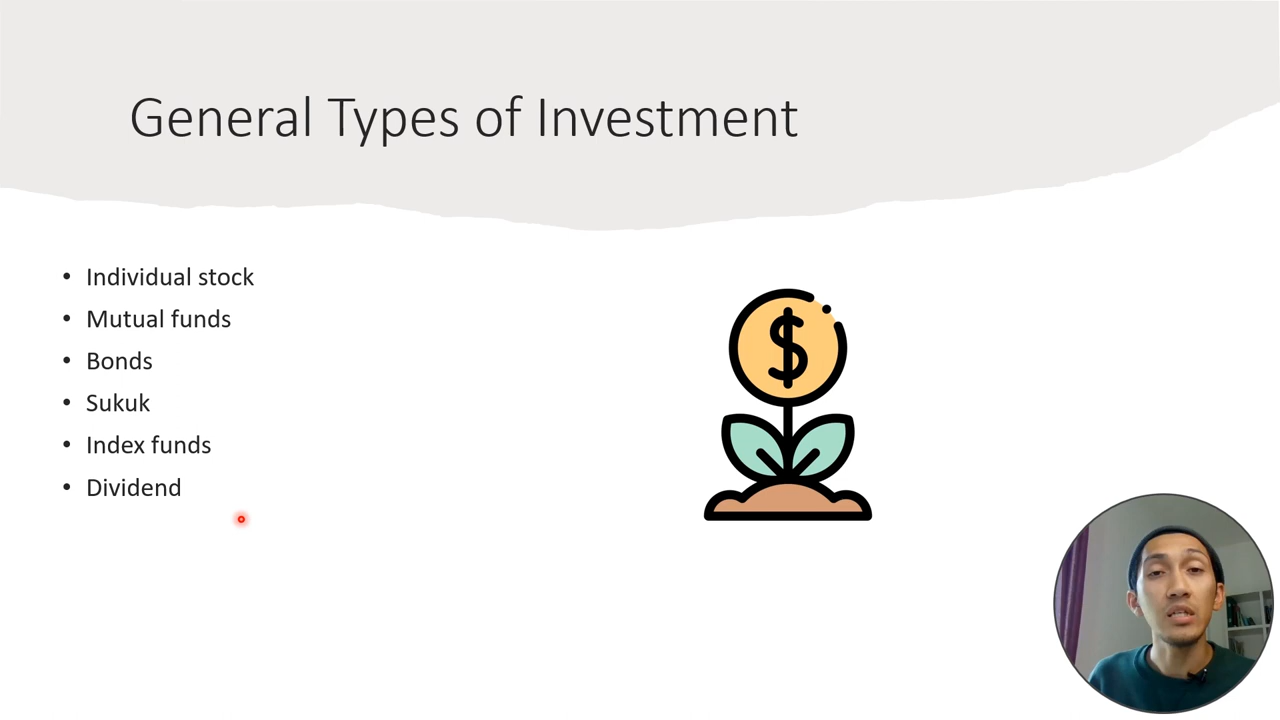 General Types of Investment
• Individual stock
• Mutual funds
• Bonds
• Sukuk
• Index funds
• Dividend
$